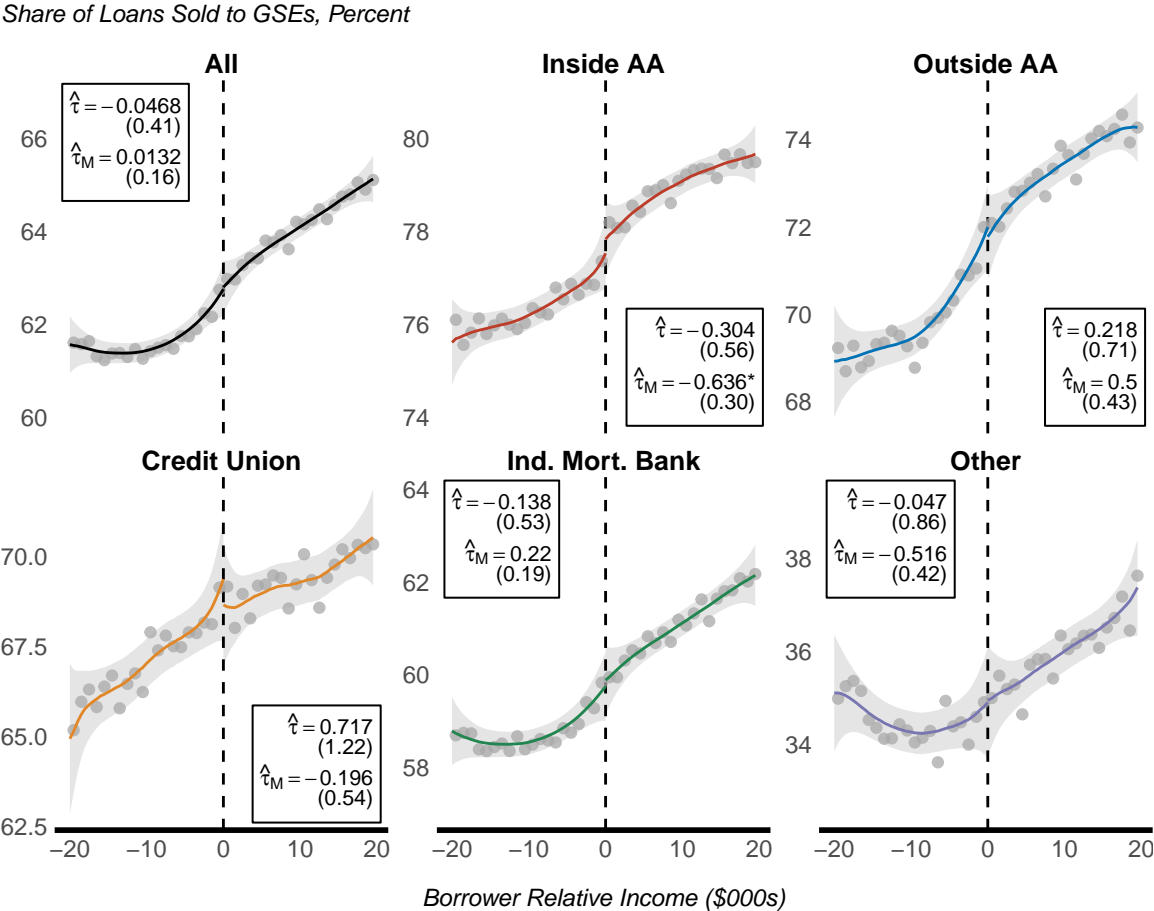 Share of Loans Sold to GSEs, Percent
All
Inside AA
Outside AA
τ̂ = −0.0468
(0.41)
τ̂M = 0.0132
(0.16)
66
64
62
60
80
78
76
74
τ̂ = −0.304
(0.56)
τ̂M = −0.636*
(0.30)
74
72
70
68
τ̂ = 0.218
(0.71)
τ̂M = 0.5
(0.43)
Credit Union
Ind. Mort. Bank
Other
70.0
67.5
65.0
62.5
τ̂ = 0.717
(1.22)
τ̂M = −0.196
(0.54)
−20 −10 0 10 20
64
62
60
58
τ̂ = −0.138
(0.53)
τ̂M = 0.22
(0.19)
−20 −10 0 10 20
38
36
34
τ̂ = −0.047
(0.86)
τ̂M = −0.516
(0.42)
−20 −10 0 10 20
Borrower Relative Income ($000s)